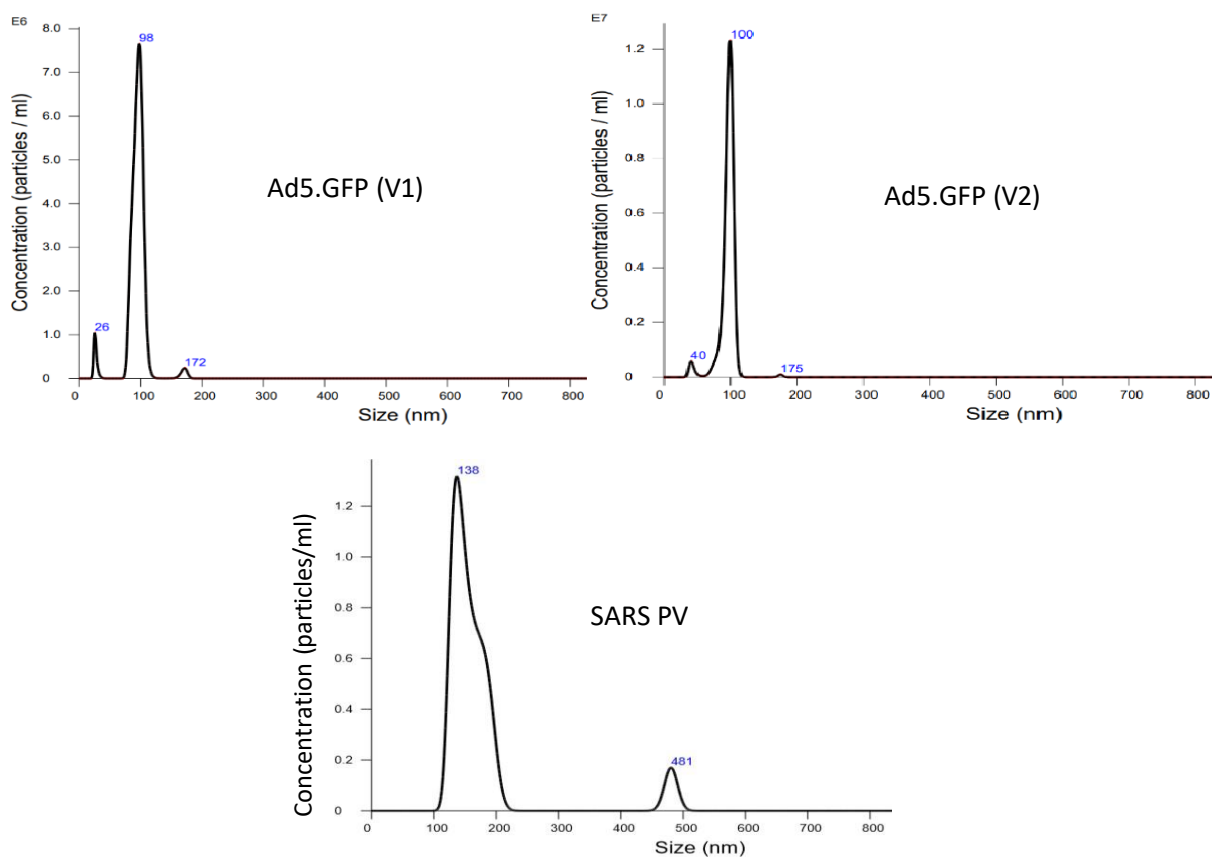 E6
8.0
7.0
6.0
5.0
4.0
3.0
2.0
1.0
0
Concentration (particles / ml)
98
26
172
Ad5.GFP (V1)
0 100 200 300 400 500 600 700 800
Size (nm)
E7
1.2
1.0
0.8
0.6
0.4
0.2
0
Concentration (particles / ml)
100
40
175
Ad5.GFP (V2)
0 100 200 300 400 500 600 700 800
Size (nm)
1.2
1.0
0.8
0.6
0.4
0.2
0
Concentration (particles/ml)
138
481
SARS PV
0 100 200 300 400 500 600 700 800
Size (nm)